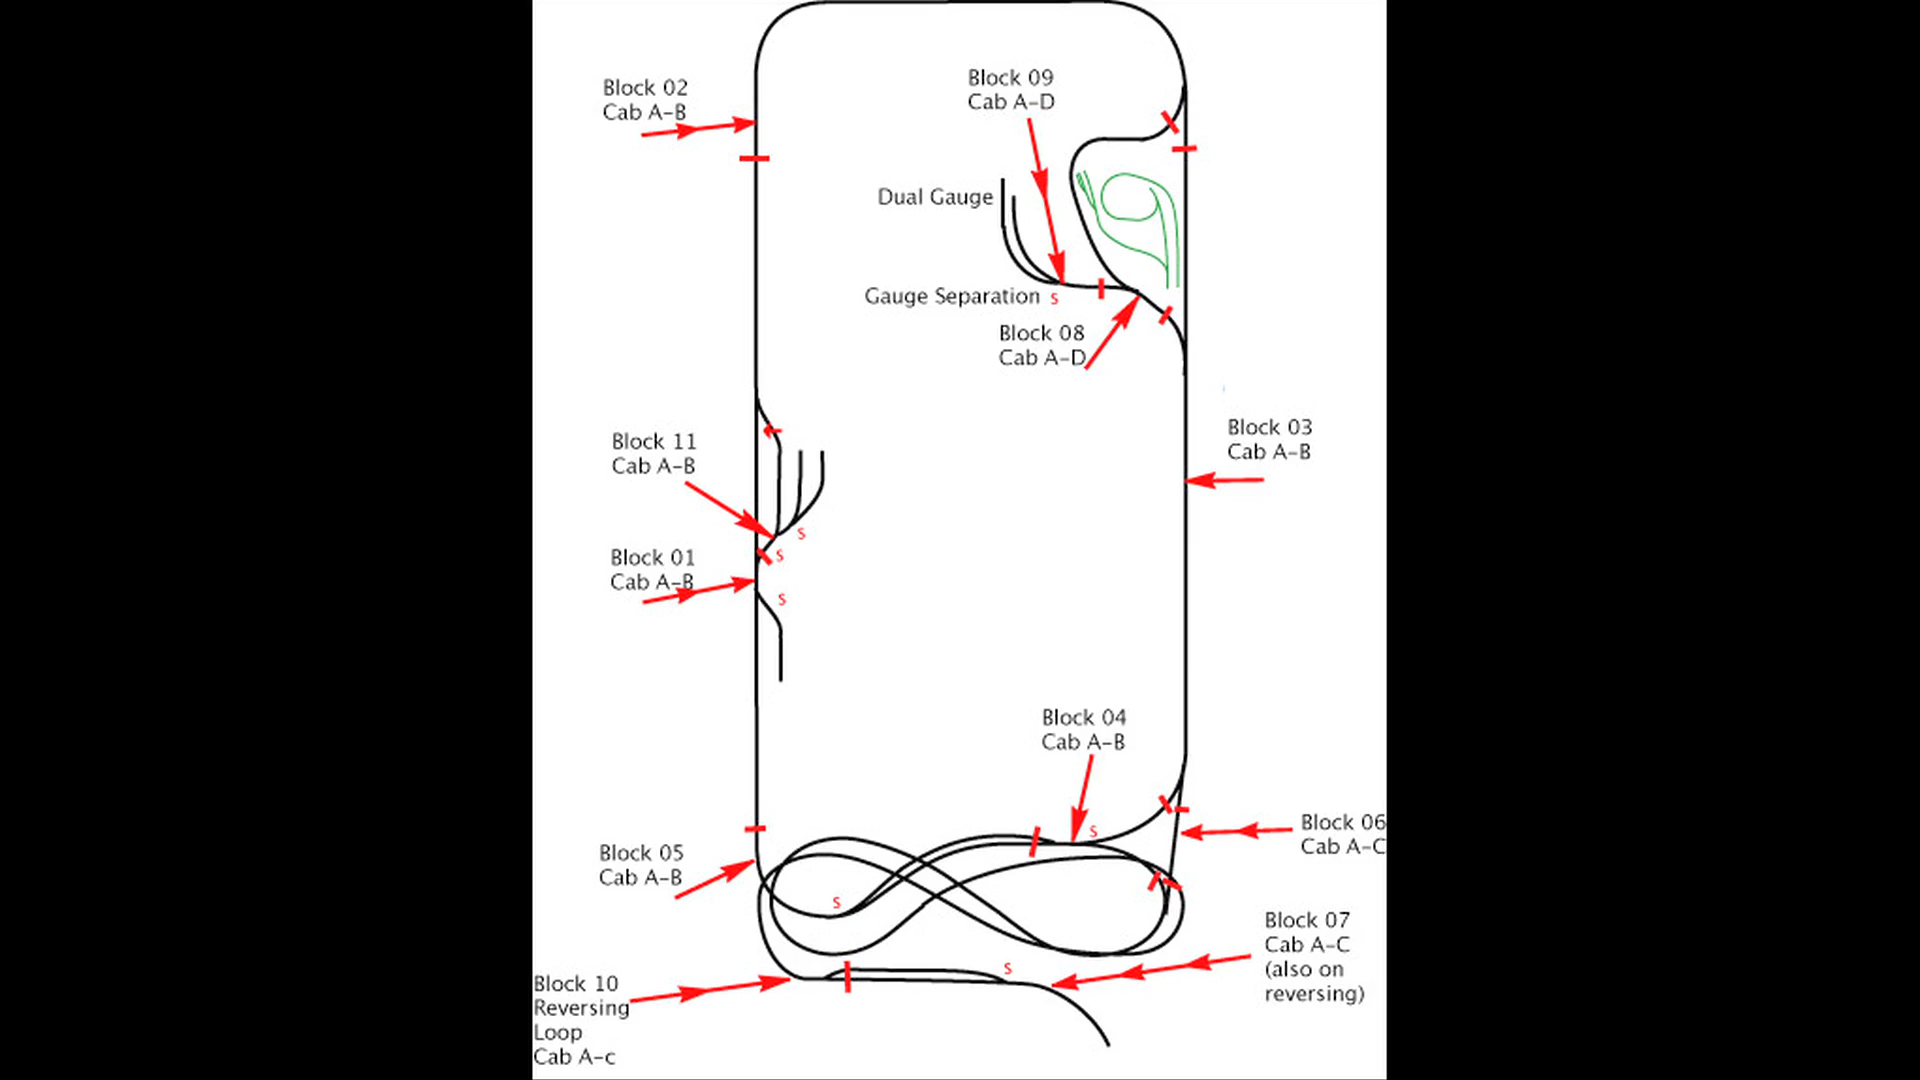 Block 02
Cab A-B
Block 09
Cab A-D
Dual Gauge
Gauge Separation s
Block 08
Cab A-D
Block 03
Cab A-B
Block 11
Cab A-B
s
s
Block 01
Cab A-B
s
Block 04
Cab A-B
s
Block 06
Cab A-C
Block 05
Cab A-B
s
Block 07
Cab A-C
(also on
reversing)
s
Block 10
Reversing
Loop
Cab A-c